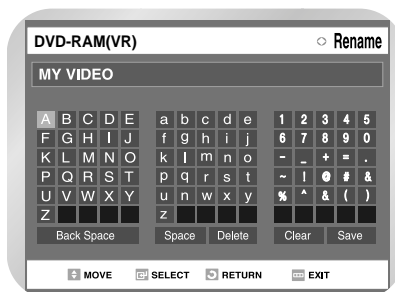 DVD-RAM(VR) Rename
MY VIDEO
A B C D E a b c d e 1 2 3 4 5
F G H I J f g h i j 6 7 8 9 0
K L M N O k l m n o - _ + = .
P Q R S T p q r s t ~ ! @ # &
U V W X Y u v w x y % ^ & ( )
Z z
Back Space Space Delete Clear Save
MOVE SELECT RETURN EXIT